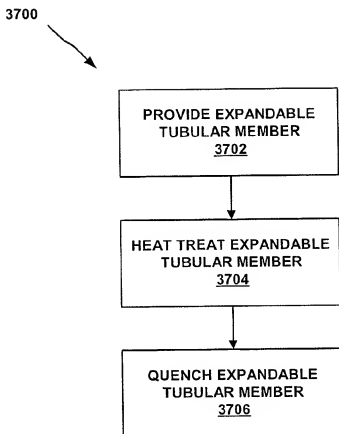 3700
PROVIDE EXPANDABLE
TUBULAR MEMBER
3702
HEAT TREAT EXPANDABLE
TUBULAR MEMBER
3704
QUENCH EXPANDABLE
TUBULAR MEMBER
3706